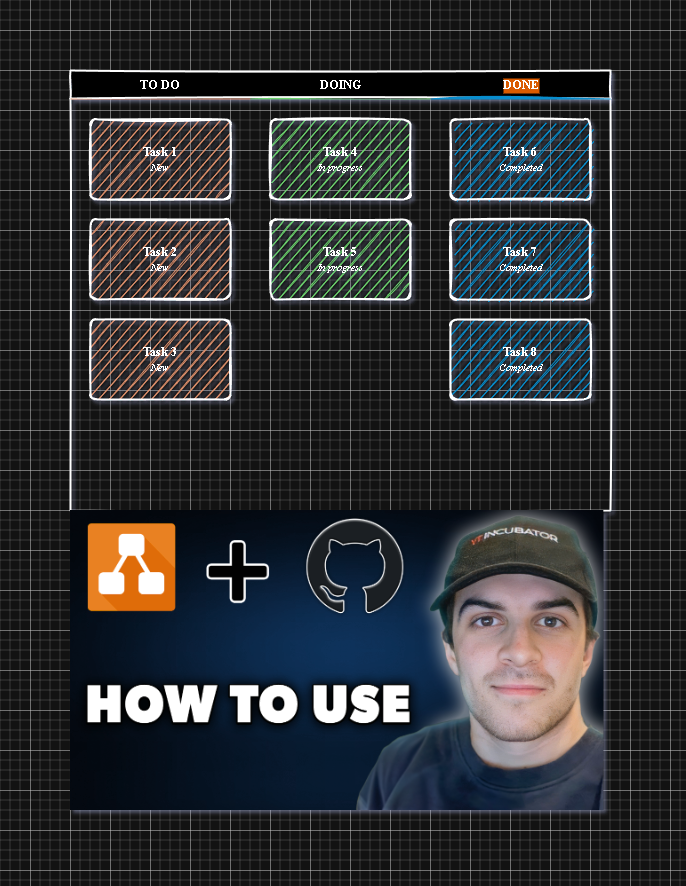 TO DO
DOING
DONE
Task 1
New
Task 4
In progress
Task 6
Completed
Task 2
New
Task 5
In progress
Task 7
Completed
Task 3
New
Task 8
Completed
YT INCUBATOR
HOW TO USE